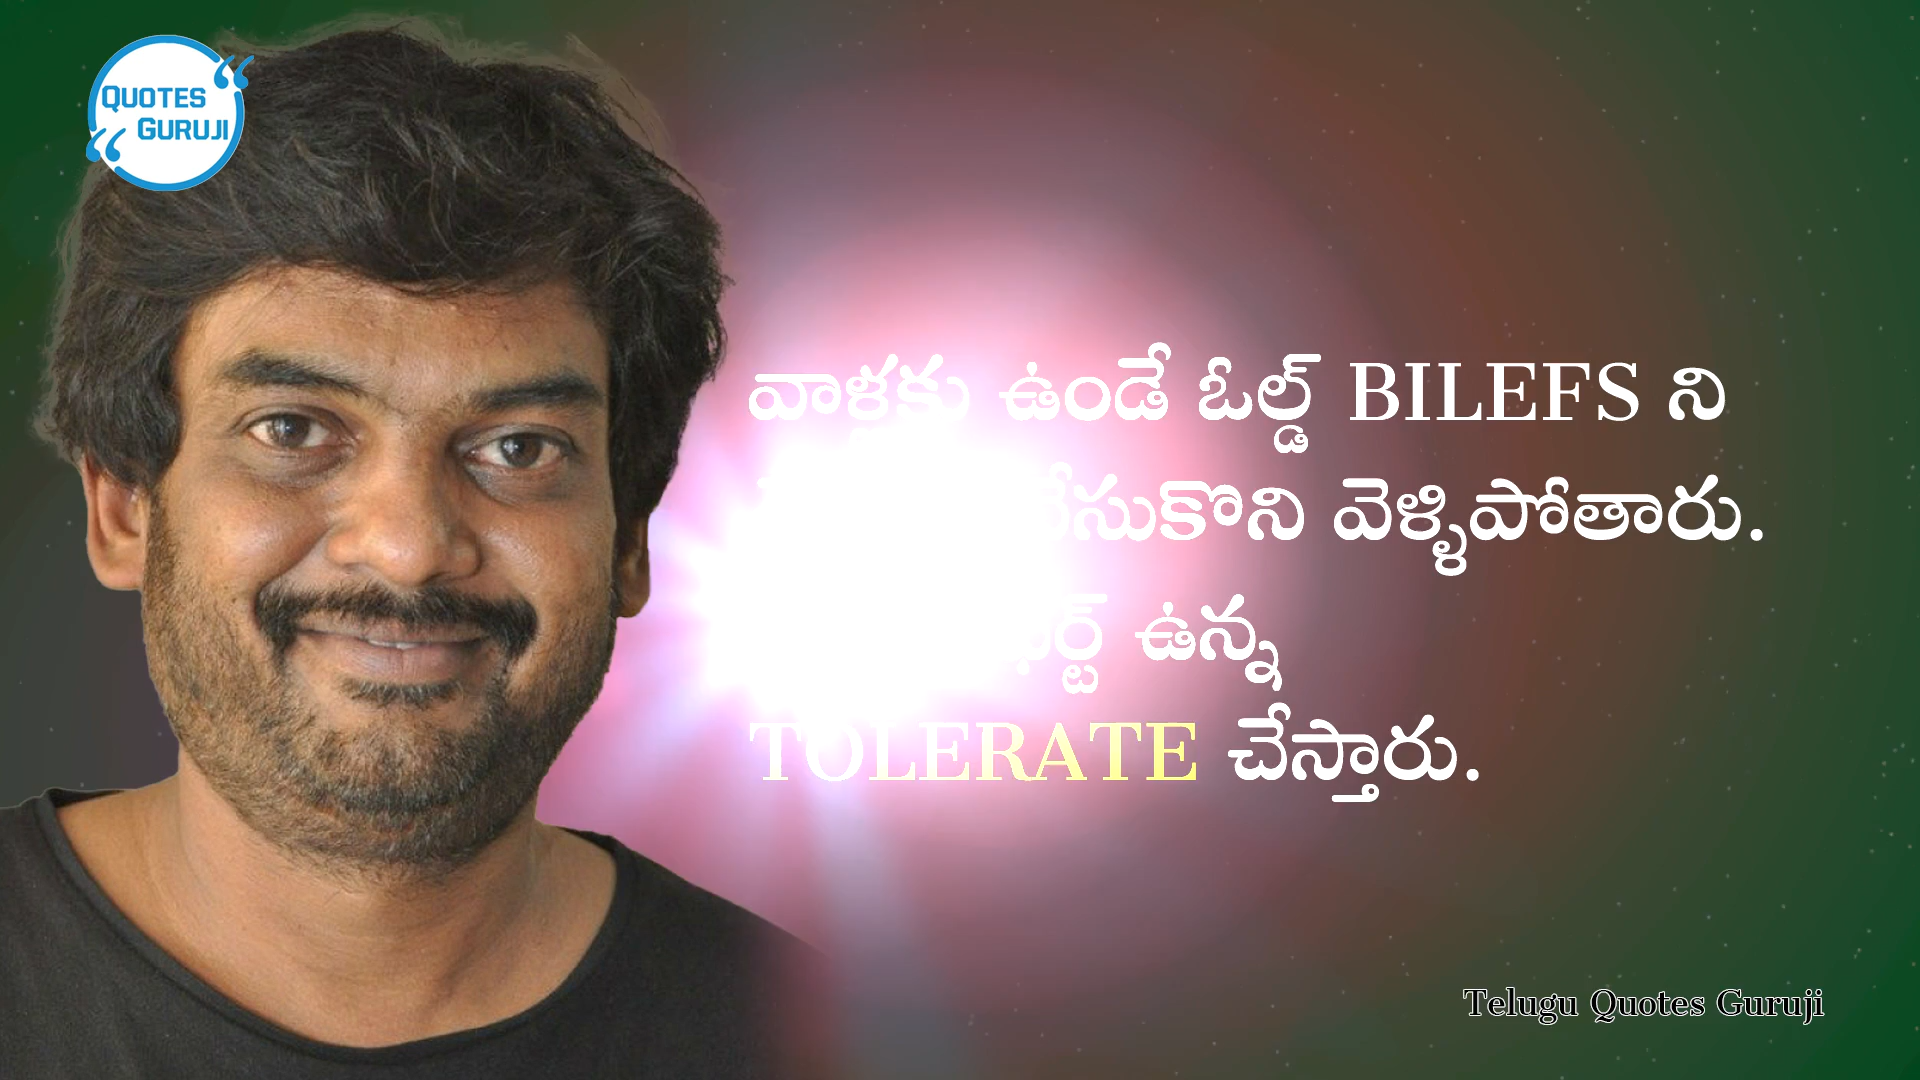 QUOTES
GURUJI
వాళ్లకు ఉండే ఓల్డ్ BILEFS ని
వెళ్ళిపోతారు.
ఉన్న
TOLERATE చేస్తారు.
Telugu Quotes Guruji